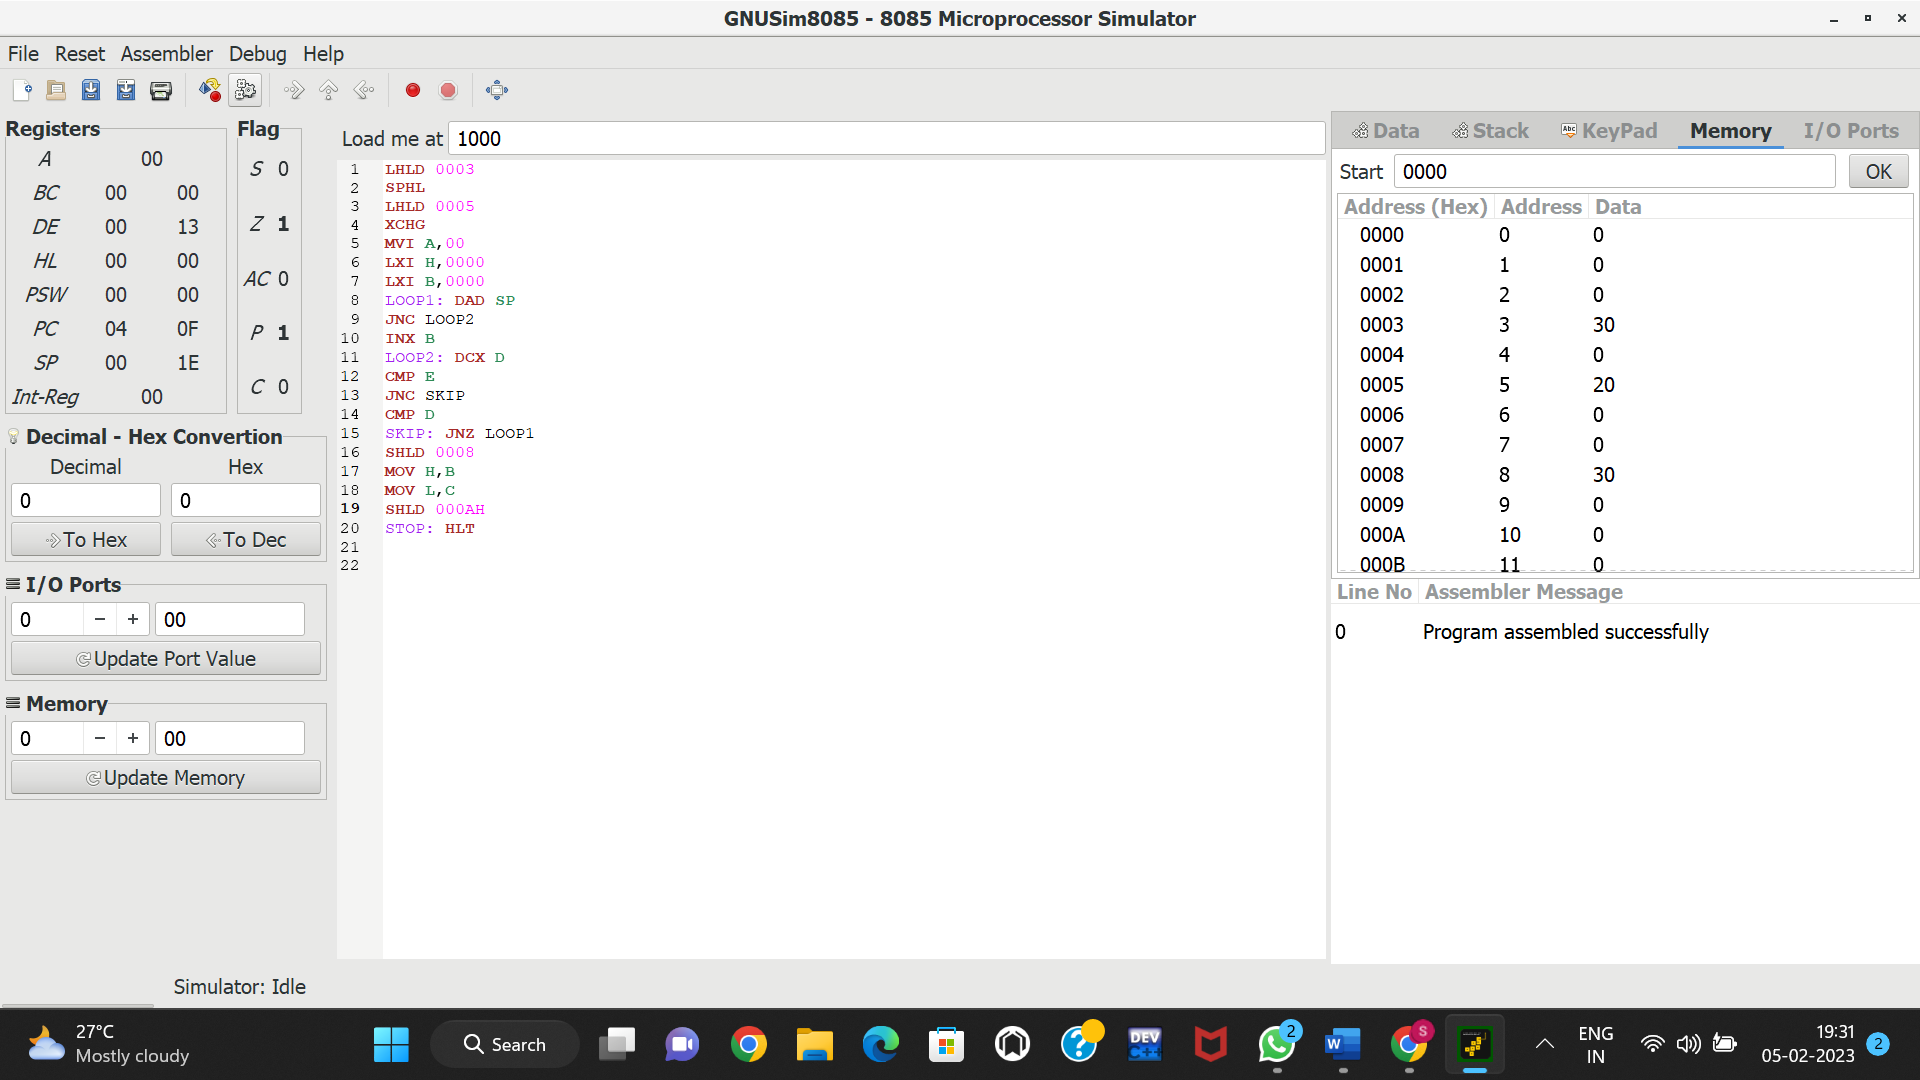 GNUSim8085 - 8085 Microprocessor Simulator
File Reset Assembler Debug Help
Registers
A 00
BC 00 00
DE 00 13
HL 00 00
PSW 00 00
PC 04 0F
SP 00 1E
Int-Reg 00
Flag
S 0
Z 1
AC 0
P 1
C 0
Decimal - Hex Convertion
Decimal Hex
0 0
To Hex To Dec
I/O Ports
0 − + 00
Update Port Value
Memory
0 − + 00
Update Memory
Simulator: Idle
Load me at 1000
1 LHLD 0003
2 SPHL
3 LHLD 0005
4 XCHG
5 MVI A,00
6 LXI H,0000
7 LXI B,0000
8 LOOP1: DAD SP
9 JNC LOOP2
10 INX B
11 LOOP2: DCX D
12 CMP E
13 JNC SKIP
14 CMP D
15 SKIP: JNZ LOOP1
16 SHLD 0008
17 MOV H,B
18 MOV L,C
19 SHLD 000AH
20 STOP: HLT
21
22
Data Stack Abc KeyPad Memory I/O Ports
Start 0000 OK
Address (Hex) Address Data
0000 0 0
0001 1 0
0002 2 0
0003 3 30
0004 4 0
0005 5 20
0006 6 0
0007 7 0
0008 8 30
0009 9 0
000A 10 0
000B 11 0
Line No Assembler Message
0 Program assembled successfully
27°C
Mostly cloudy
Search
DEV
C++
2
W
S
ENG
IN
19:31
05-02-2023
2